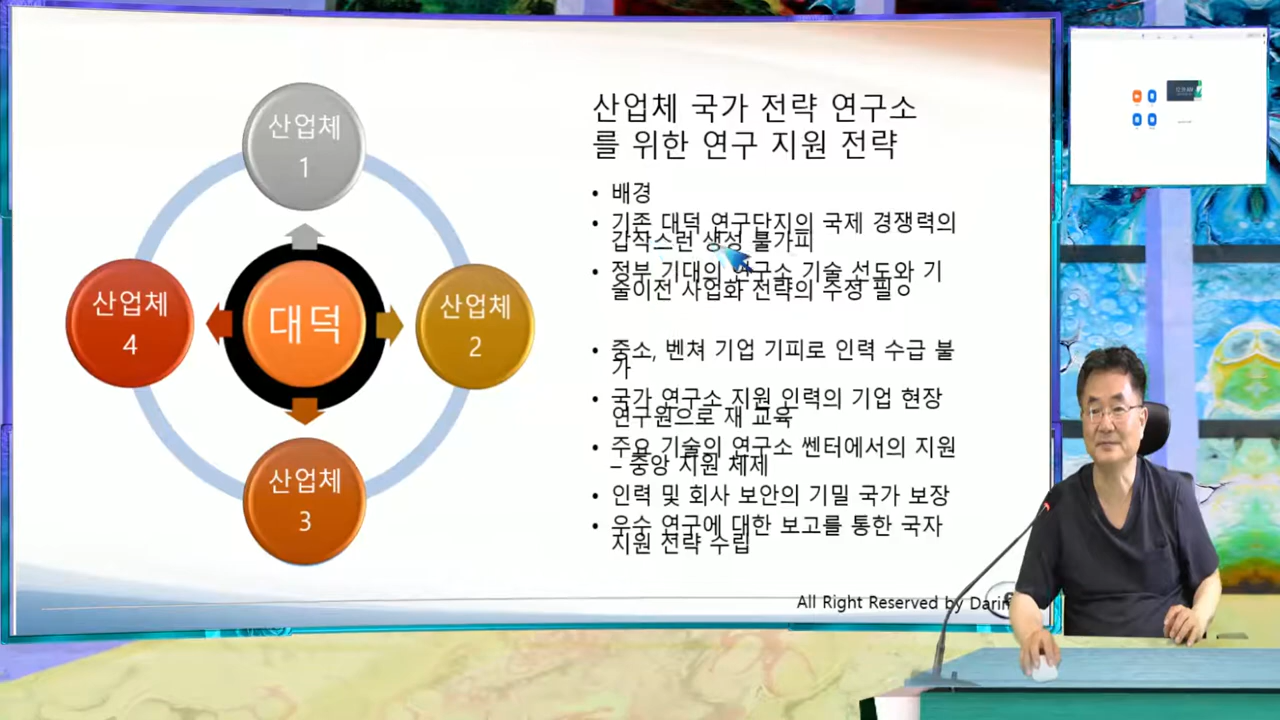 산업체
1
산업체
4
대덕
산업체
2
산업체
3
산업체 국가 전략 연구소
를 위한 연구 지원 전략
• 배경
• 기존 대덕 연구단지의 국제 경쟁력의
갑작스런 생성 불가피
• 정부 기대의 연구소 기술 선도와 기
술이전 사업화 전략의 수정 필
• 중소, 벤쳐 기업 기피로 인력 수급 불
가
• 국가 연구소 지원 인력의 기업 현장
연구원으로 재 교육
• 주요 기술의 연구소 쎈터에서의 지원
– 중앙 지원 체제
• 인력 및 회사 보안의 기밀 국가 보장
• 우수 연구에 대한 보고를 통한 국자
지원 전략 수립
All Right Reserved by